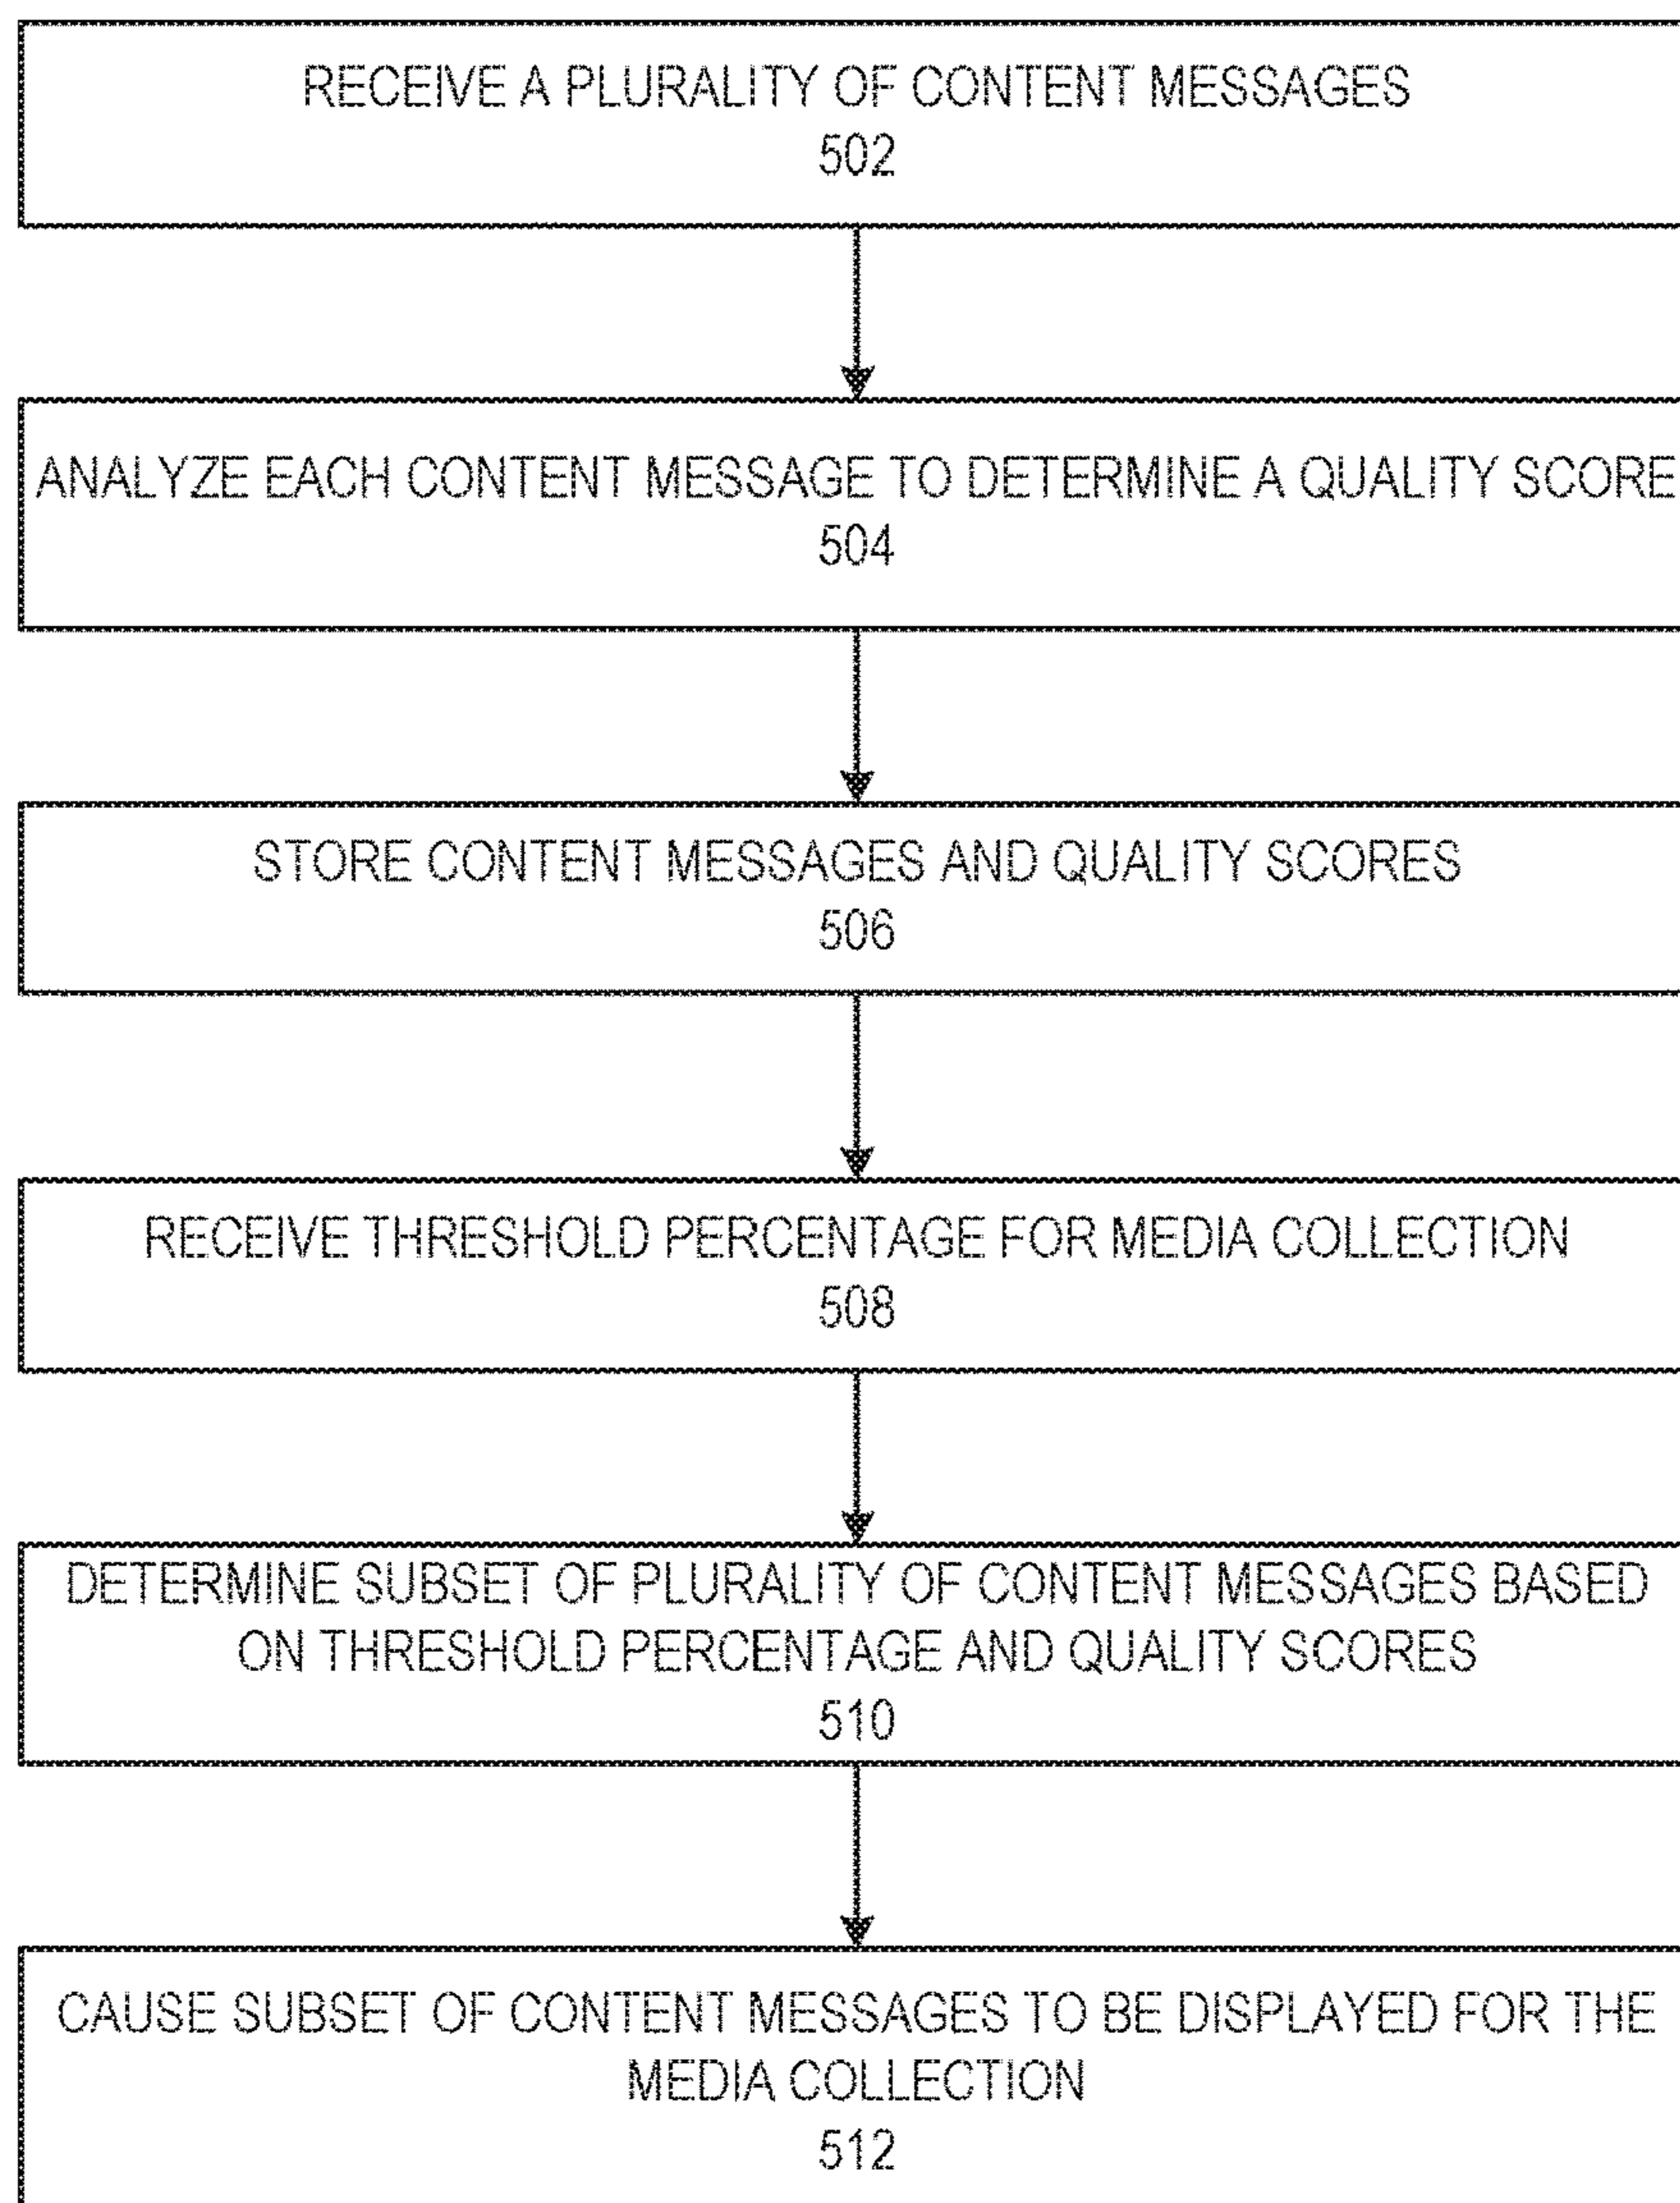 RECEIVE A PLURALITY OF CONTENT MESSAGES
502
ANALYZE EACH CONTENT MESSAGE TO DETERMINE A QUALITY SCORE
504
STORE CONTENT MESSAGES AND QUALITY SCORES
506
RECEIVE THRESHOLD PERCENTAGE FOR MEDIA COLLECTION
508
DETERMINE SUBSET OF PLURALITY OF CONTENT MESSAGES BASED
ON THRESHOLD PERCENTAGE AND QUALITY SCORES
510
CAUSE SUBSET OF CONTENT MESSAGES TO BE DISPLAYED FOR THE
MEDIA COLLECTION
512